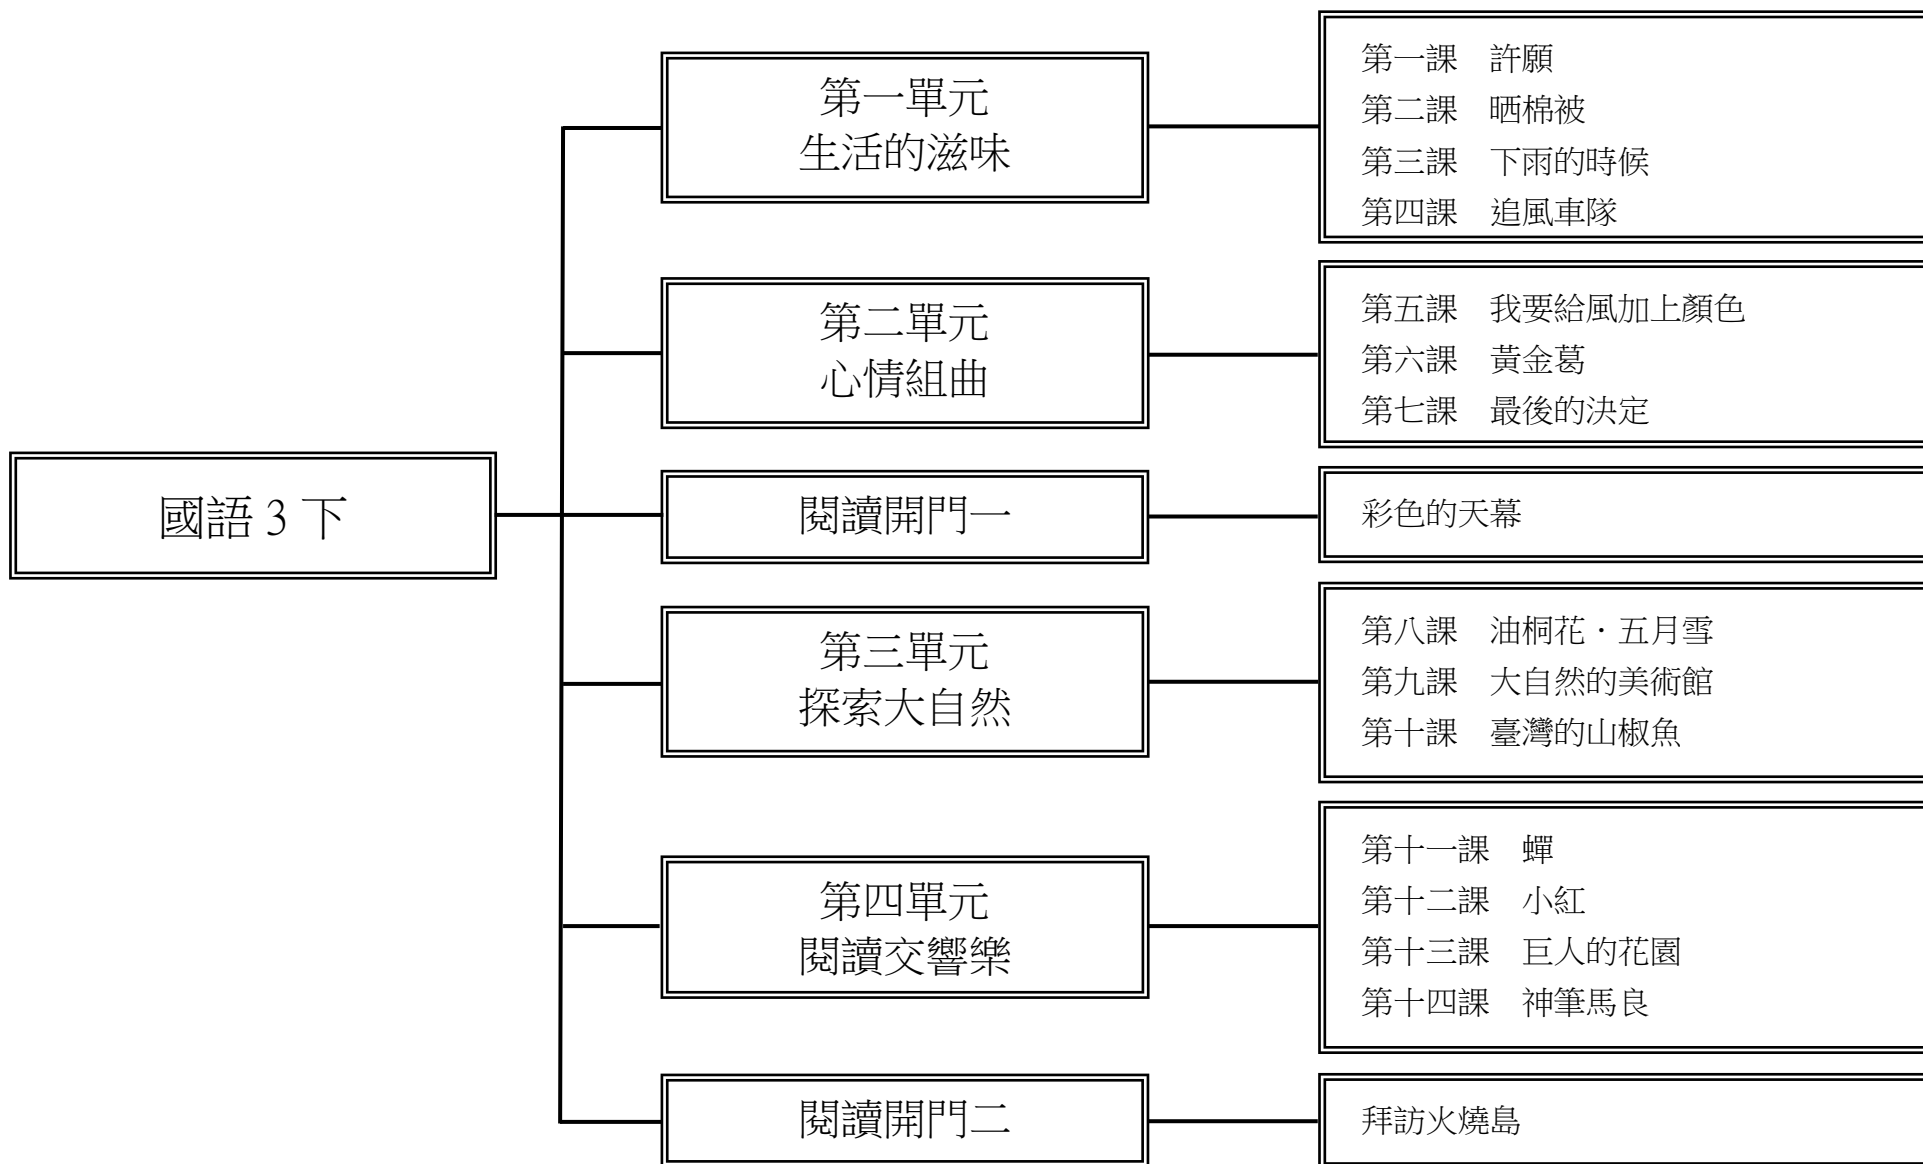 國語 3 下
第一單元
生活的滋味
第一課　許願
第二課　晒棉被
第三課　下雨的時候
第四課　追風車隊
第二單元
心情組曲
第五課　我要給風加上顏色
第六課　黃金葛
第七課　最後的決定
閱讀開門一
彩色的天幕
第三單元
探索大自然
第八課　油桐花．五月雪
第九課　大自然的美術館
第十課　臺灣的山椒魚
第四單元
閱讀交響樂
第十一課　蟬
第十二課　小紅
第十三課　巨人的花園
第十四課　神筆馬良
閱讀開門二
拜訪火燒島